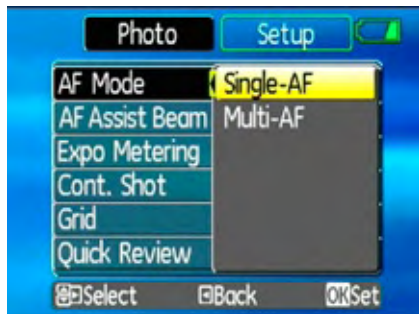 Photo Setup
AF Mode Single-AF
AF Assist Beam Multi-AF
Expo Metering
Cont. Shot
Grid
Quick Review
Select Back OK Set